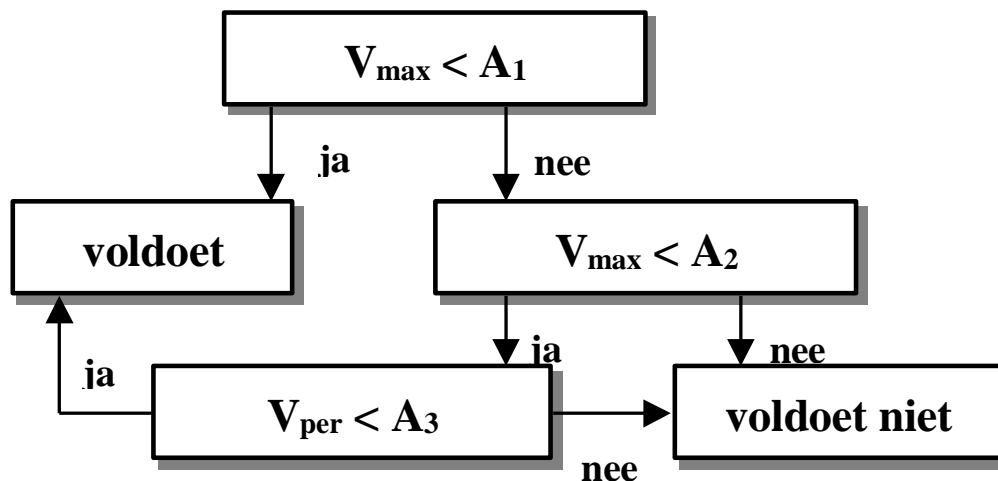 Vmax < A1
ja
nee
voldoet
Vmax < A2
ja
nee
ja
Vper < A3
voldoet niet
nee